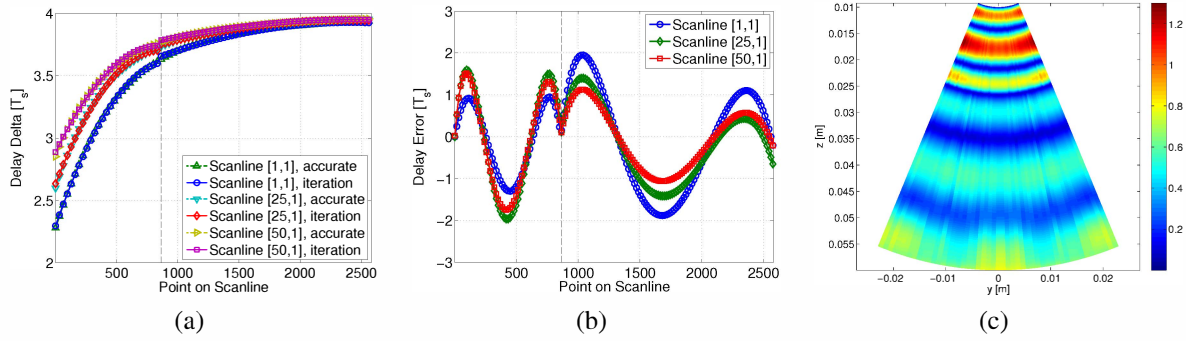 4
3.5
3
2.5
2
Delay Delta [Ts]
500 1000 1500 2000 2500
Point on Scanline
Scanline [1,1], accurate
Scanline [1,1], iteration
Scanline [25,1], accurate
Scanline [25,1], iteration
Scanline [50,1], accurate
Scanline [50,1], iteration
(a)
3
2
1
0
−1
−2
−3
Delay Error [Ts]
500 1000 1500 2000 2500
Point on Scanline
Scanline [1,1]
Scanline [25,1]
Scanline [50,1]
(b)
0.01
0.015
0.02
0.025
0.03
0.035
0.04
0.045
0.05
0.055
z [m]
−0.02 −0.01 0 0.01 0.02
y [m]
1.2
1
0.8
0.6
0.4
0.2
(c)